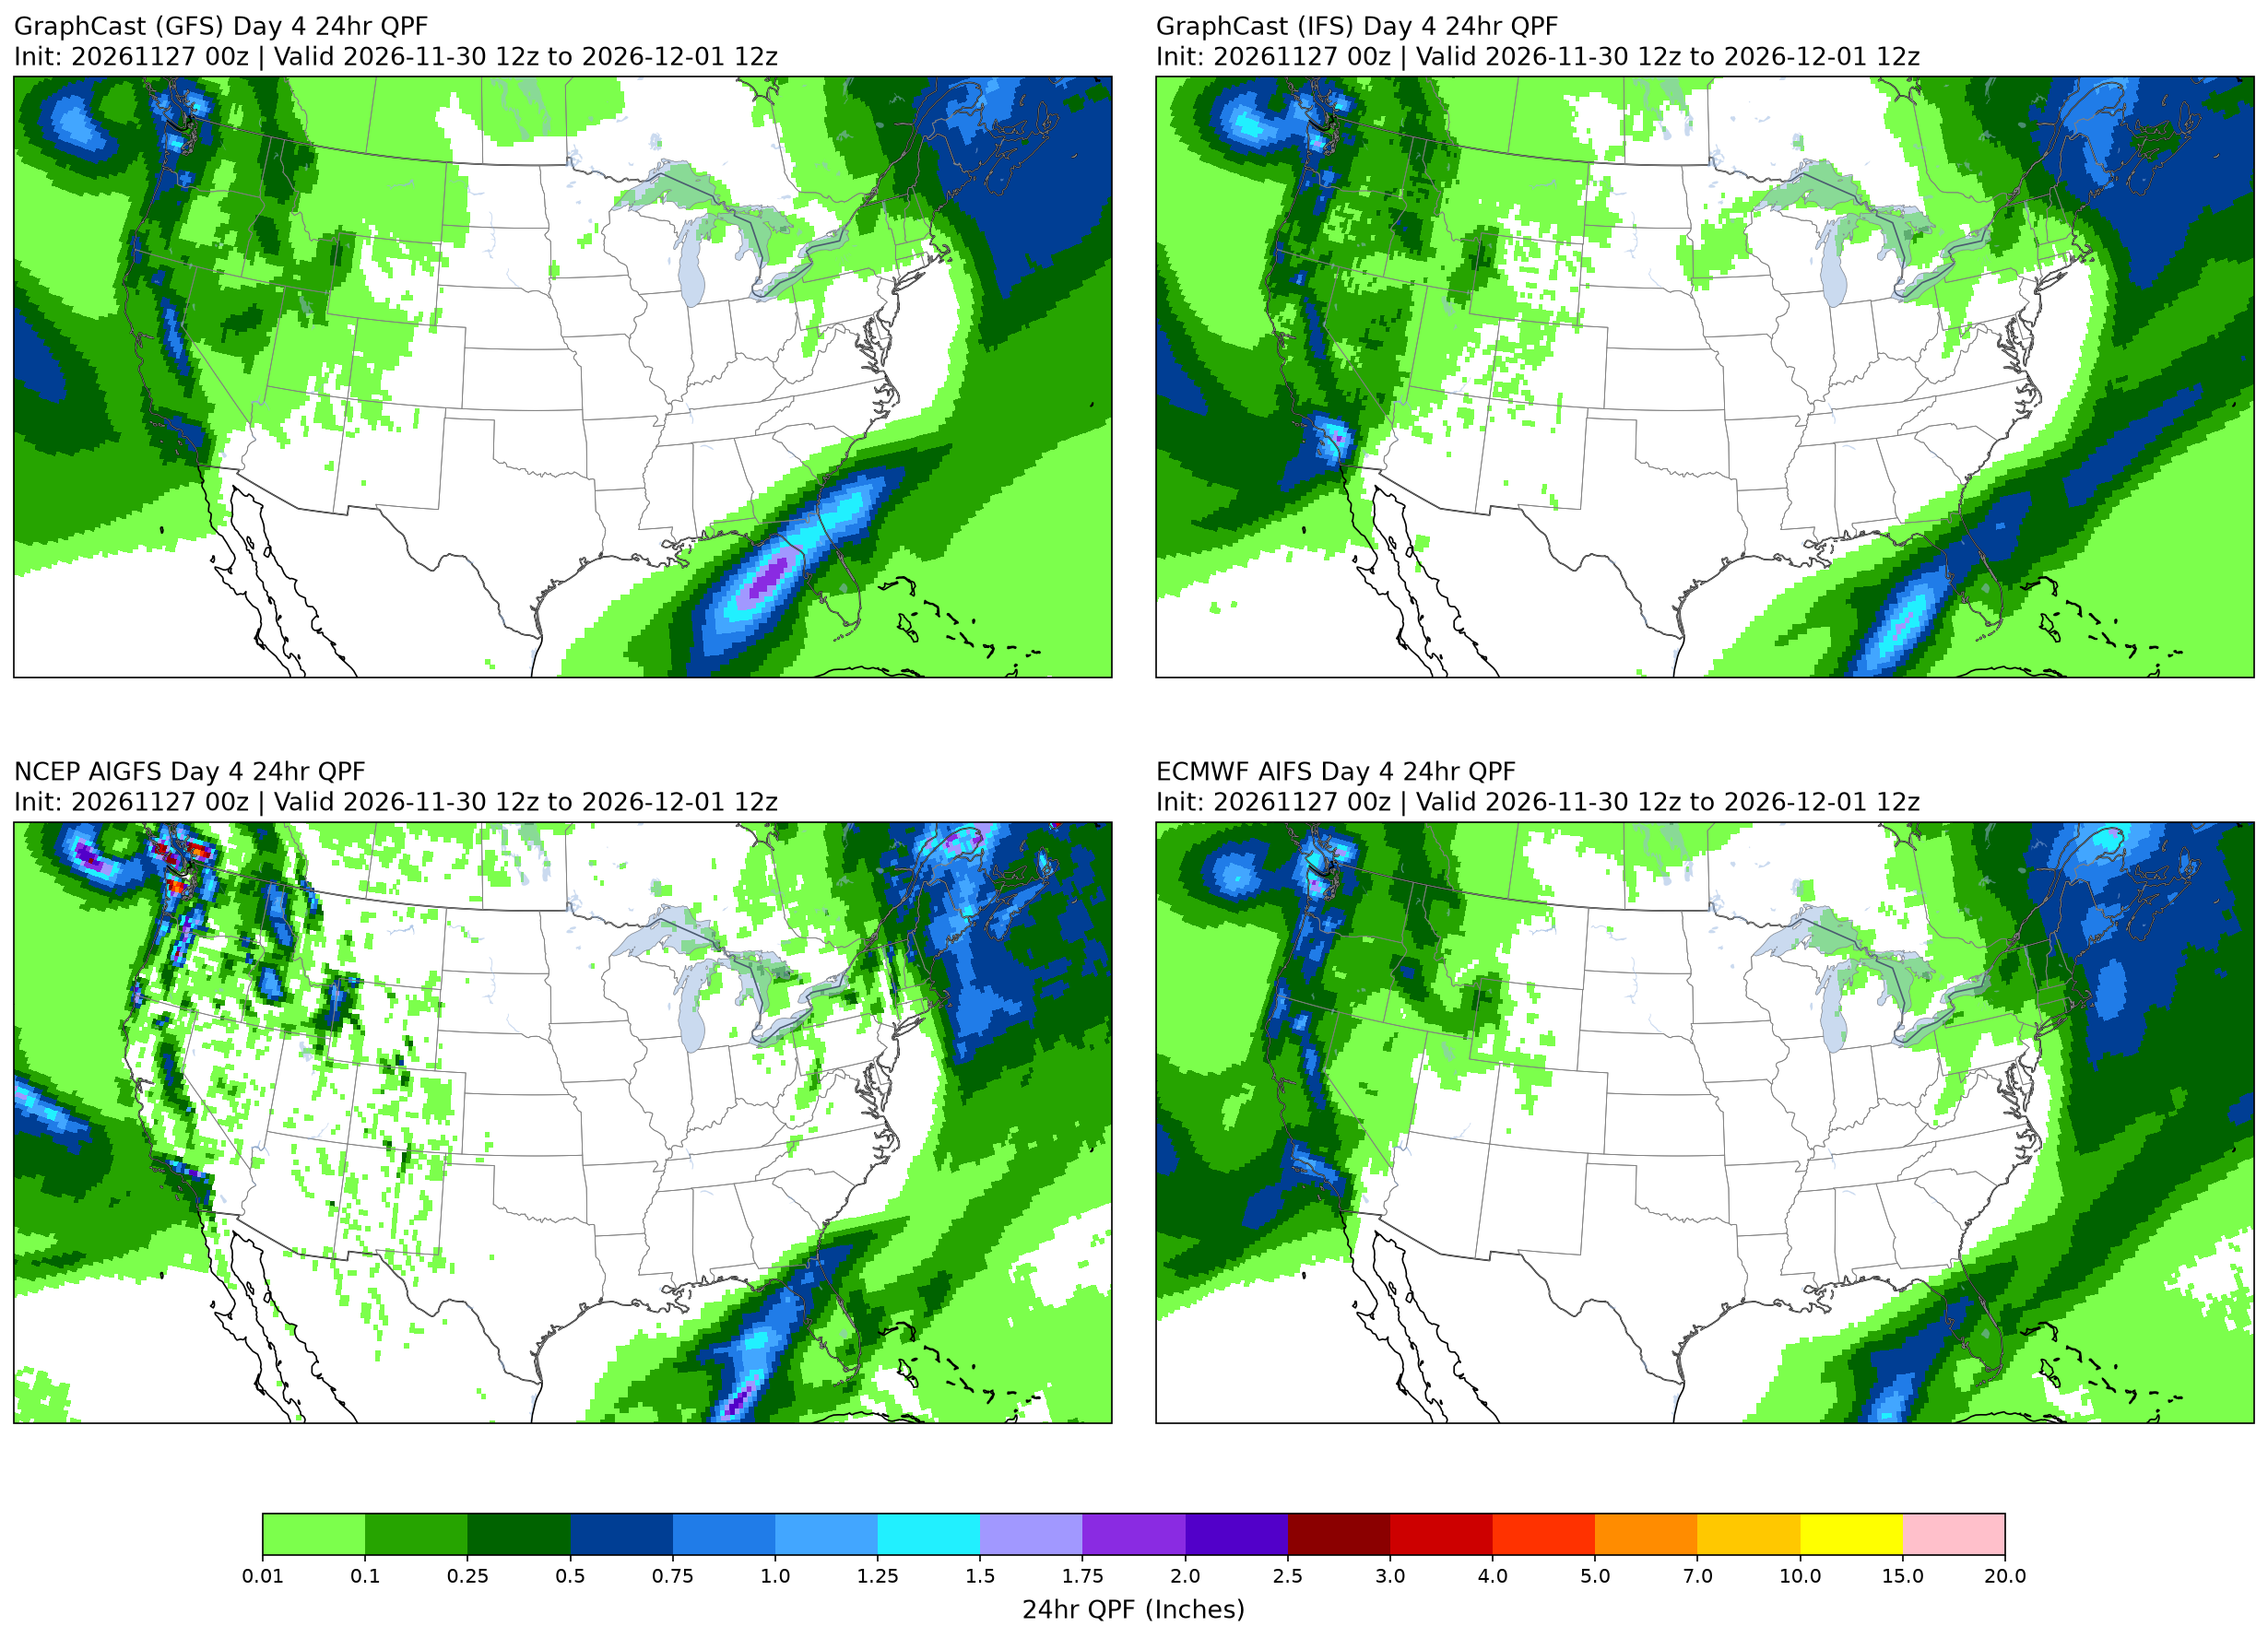 GraphCast (GFS) Day 4 24hr QPF
Init: 20261127 00z | Valid 2026-11-30 12z to 2026-12-01 12z
GraphCast (IFS) Day 4 24hr QPF
Init: 20261127 00z | Valid 2026-11-30 12z to 2026-12-01 12z
NCEP AIGFS Day 4 24hr QPF
Init: 20261127 00z | Valid 2026-11-30 12z to 2026-12-01 12z
ECMWF AIFS Day 4 24hr QPF
Init: 20261127 00z | Valid 2026-11-30 12z to 2026-12-01 12z
0.01 0.1 0.25 0.5 0.75 1.0 1.25 1.5 1.75 2.0 2.5 3.0 4.0 5.0 7.0 10.0 15.0 20.0
24hr QPF (Inches)